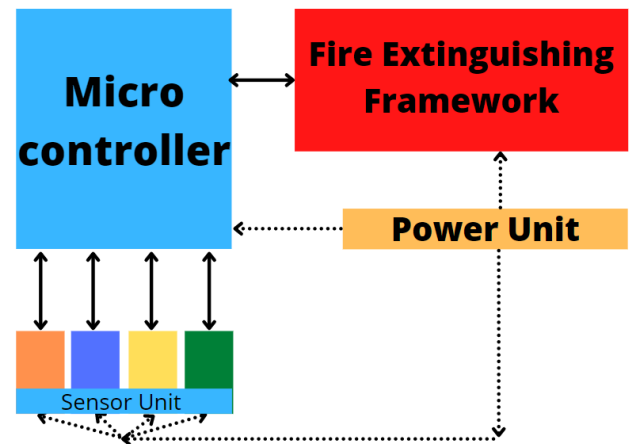 Micro
controller
Fire Extinguishing
Framework
Power Unit
Sensor Unit